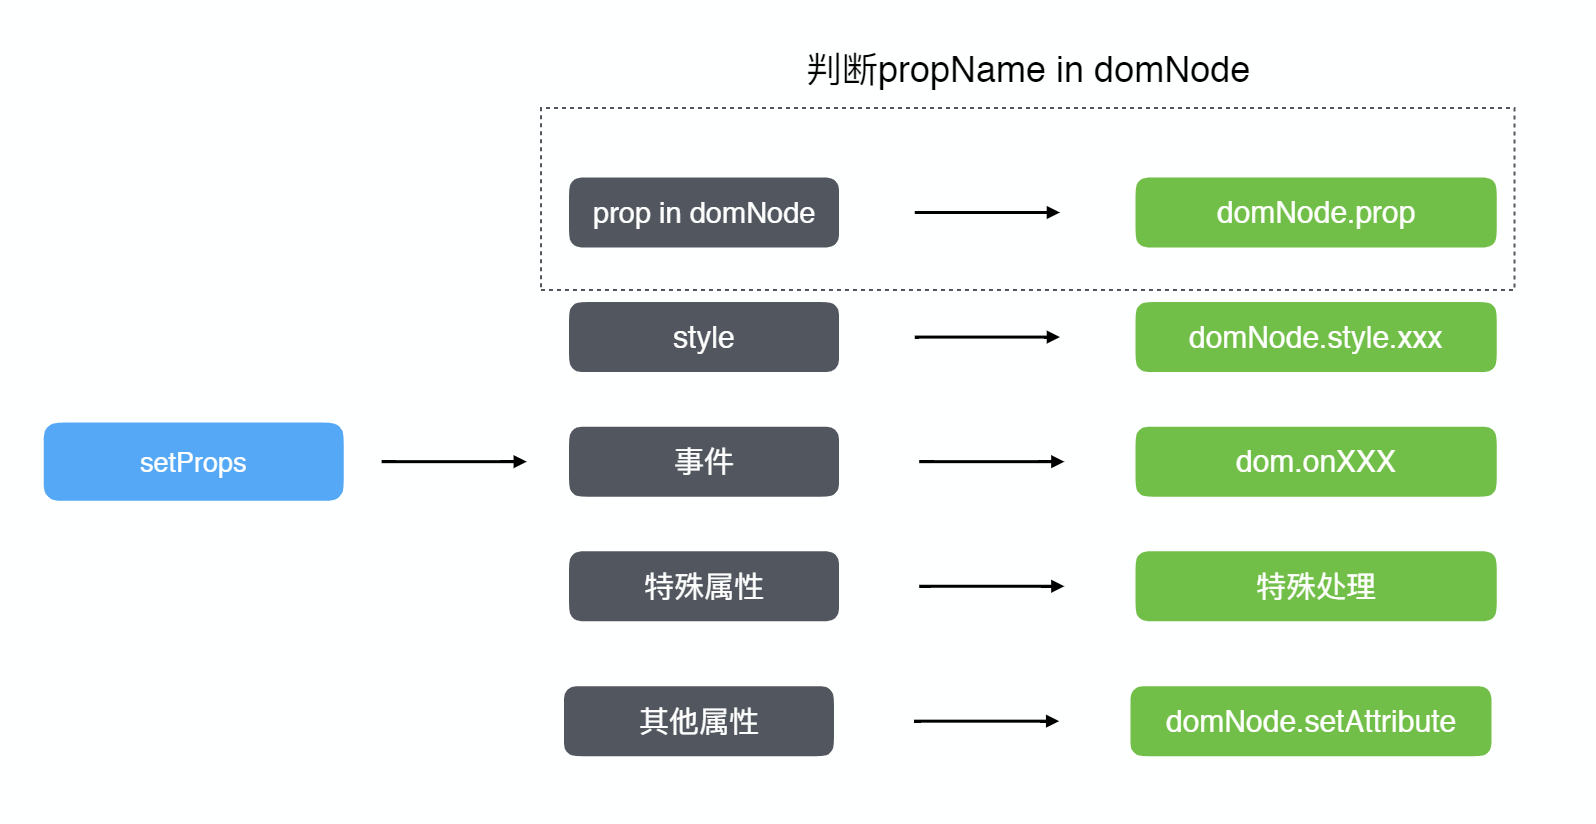 判断propName in domNode
prop in domNode
domNode.prop
style
domNode.style.xxx
setProps
事件
dom.onXXX
特殊属性
特殊处理
其他属性
domNode.setAttribute